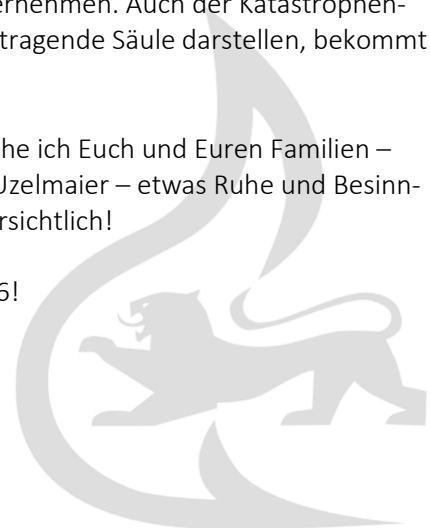 ernehmen. Auch der Katastrophen-
tragende Säule darstellen, bekommt
he ich Euch und Euren Familien –
Uzelmaier – etwas Ruhe und Besinn-
rsichtlich!
6!